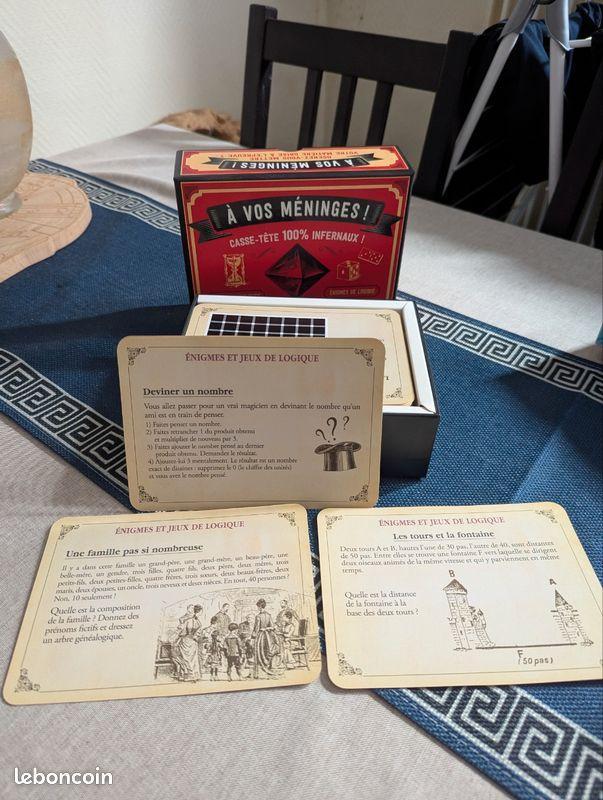 VOTRE MATIÈRE GRISE À L'ÉPREUVE !
OSEREZ-VOUS METTRE
À VOS MÉNINGES !
À VOS MÉNINGES !
CASSE-TÊTE 100% INFERNAUX !
ÉNIGMES DE LOGIQUE
ÉNIGMES ET JEUX DE LOGIQUE
Deviner un nombre
Vous allez passer pour un vrai magicien en devinant le nombre qu'un
ami est en train de penser.
1) Faites penser un nombre.
2) Faites retrancher 1 du produit obtenu
et multiplier de nouveau par 3.
3) Faites ajouter le nombre pensé au dernier
produit obtenu. Demandez le résultat.
4) Ajoutez-lui 3 mentalement. Le résultat est un nombre
exact de dizaines : supprimez le 0 (le chiffre des unités)
et vous avez le nombre pensé.
? ? ?
ÉNIGMES ET JEUX DE LOGIQUE
Une famille pas si nombreuse
Il y a dans cette famille un grand-père, une grand-mère, un beau-père, une
belle-mère, un gendre, trois filles, quatre fils, deux pères, deux mères, trois
petits-fils, deux petites-filles, quatre frères, trois sœurs, deux beaux-frères, deux
maris, deux épouses, un oncle, trois neveux et deux nièces. En tout, 40 personnes ?
Non, 10 seulement !
Quelle est la composition
de la famille ? Donnez des
prénoms fictifs et dressez
un arbre généalogique.
ÉNIGMES ET JEUX DE LOGIQUE
Les tours et la fontaine
Deux tours A et B, hautes l'une de 30 pas, l'autre de 40, sont distantes
de 50 pas. Entre elles se trouve une fontaine F vers laquelle se dirigent
deux oiseaux animés de la même vitesse et qui y parviennent en même
temps.
Quelle est la distance
de la fontaine à la
base des deux tours ?
B
A
F
(50 pas)
leboncoin